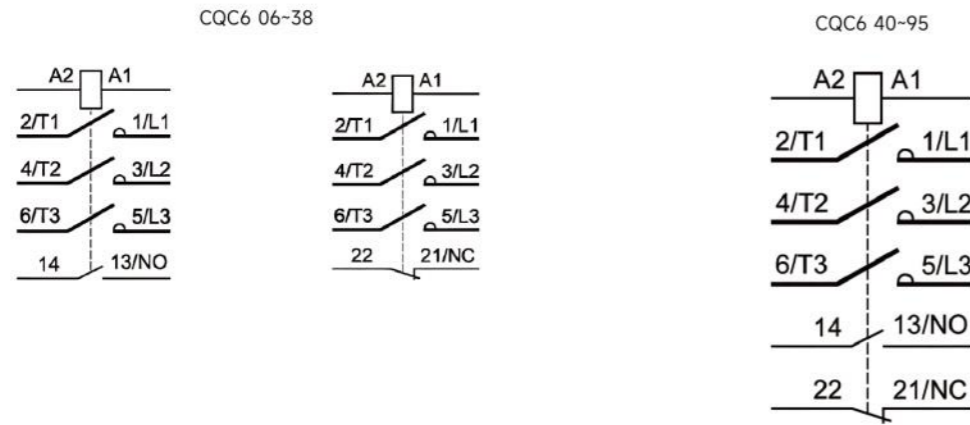 CQC6 06~38
A2 A1
2/T1 1/L1
4/T2 3/L2
6/T3 5/L3
14 13/NO
A2 A1
2/T1 1/L1
4/T2 3/L2
6/T3 5/L3
22 21/NC
CQC6 40~95
A2 A1
2/T1 1/L1
4/T2 3/L2
6/T3 5/L3
14 13/NO
22 21/NC